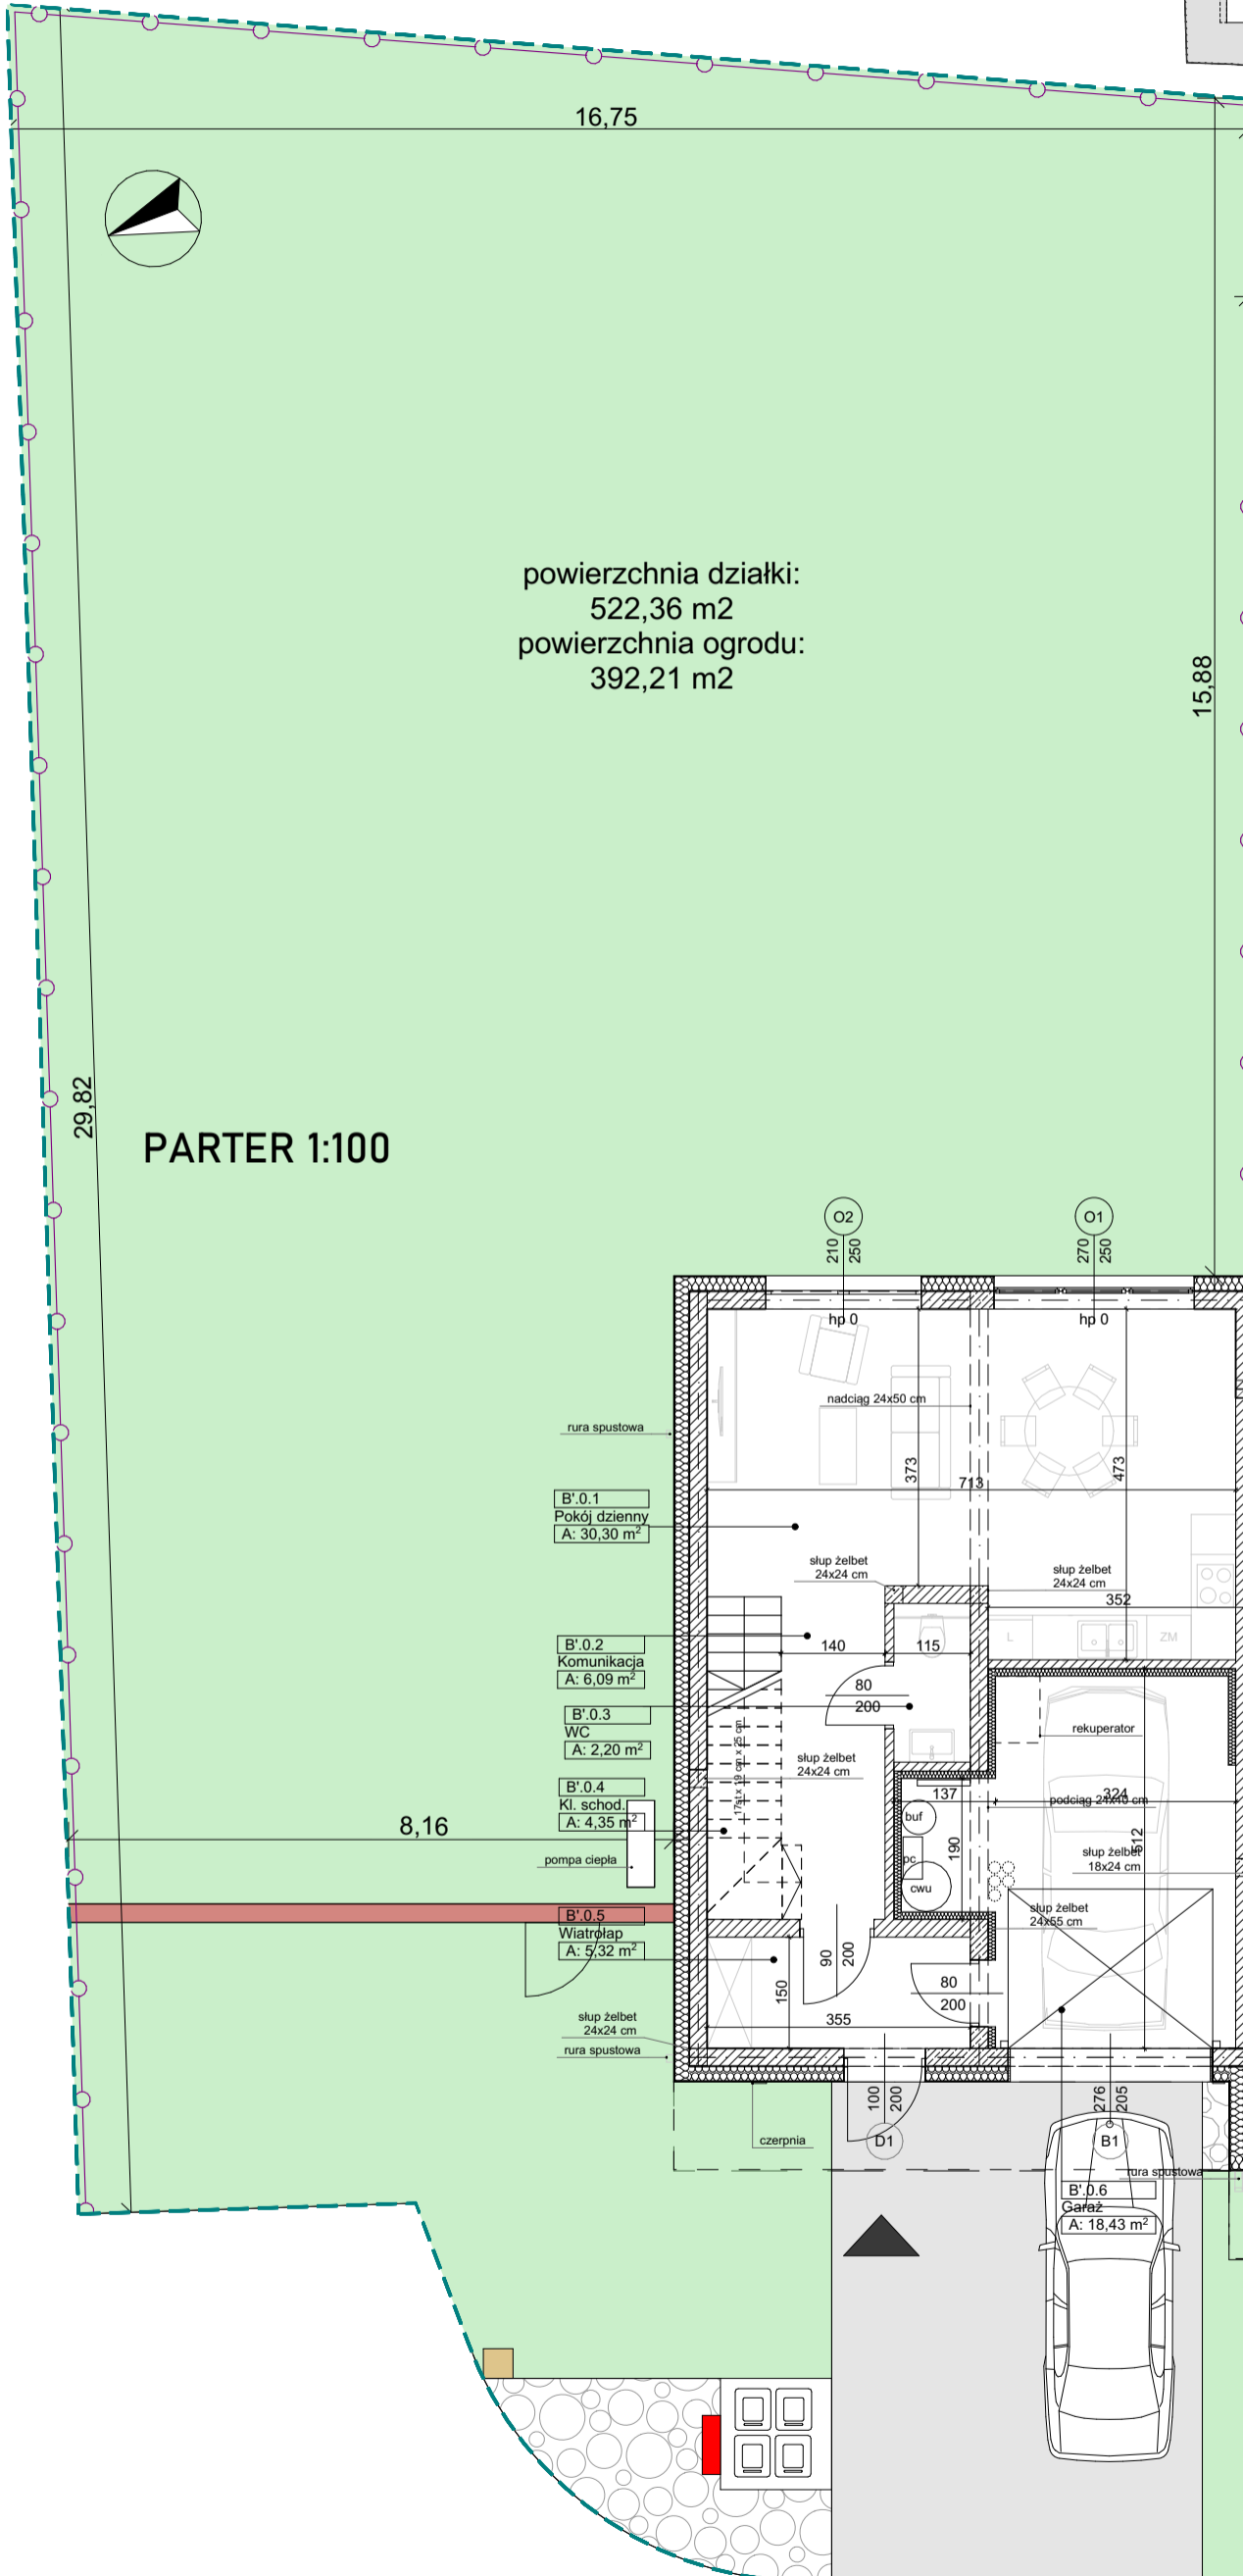 16,75
powierzchnia działki:
522,36 m2
powierzchnia ogrodu:
392,21 m2
15,88
29,82
PARTER 1:100
O2
210
250
O1
270
250
hp 0
hp 0
nadciąg 24x50 cm
rura spustowa
373
713
473
B'.0.1
Pokój dzienny
A: 30,30 m²
słup żelbet
24x24 cm
słup żelbet
24x24 cm
352
B'.0.2
Komunikacja
A: 6,09 m²
140
115
L
ZM
80
200
B'.0.3
WC
A: 2,20 m²
rekuperator
17st x 19 cm x 25 cm
słup żelbet
24x24 cm
B'.0.4
Kl. schod.
A: 4,35 m²
137
324
podciąg 24x40 cm
buf
8,16
pompa ciepła
pc
190
512
słup żelbet
18x24 cm
cwu
słup żelbet
24x55 cm
B'.0.5
Wiatrołap
A: 5,32 m²
90
200
80
200
150
355
słup żelbet
24x24 cm
rura spustowa
100
200
276
205
czerpnia
D1
B1
rura spustowa
B'.0.6
Garaż
A: 18,43 m²